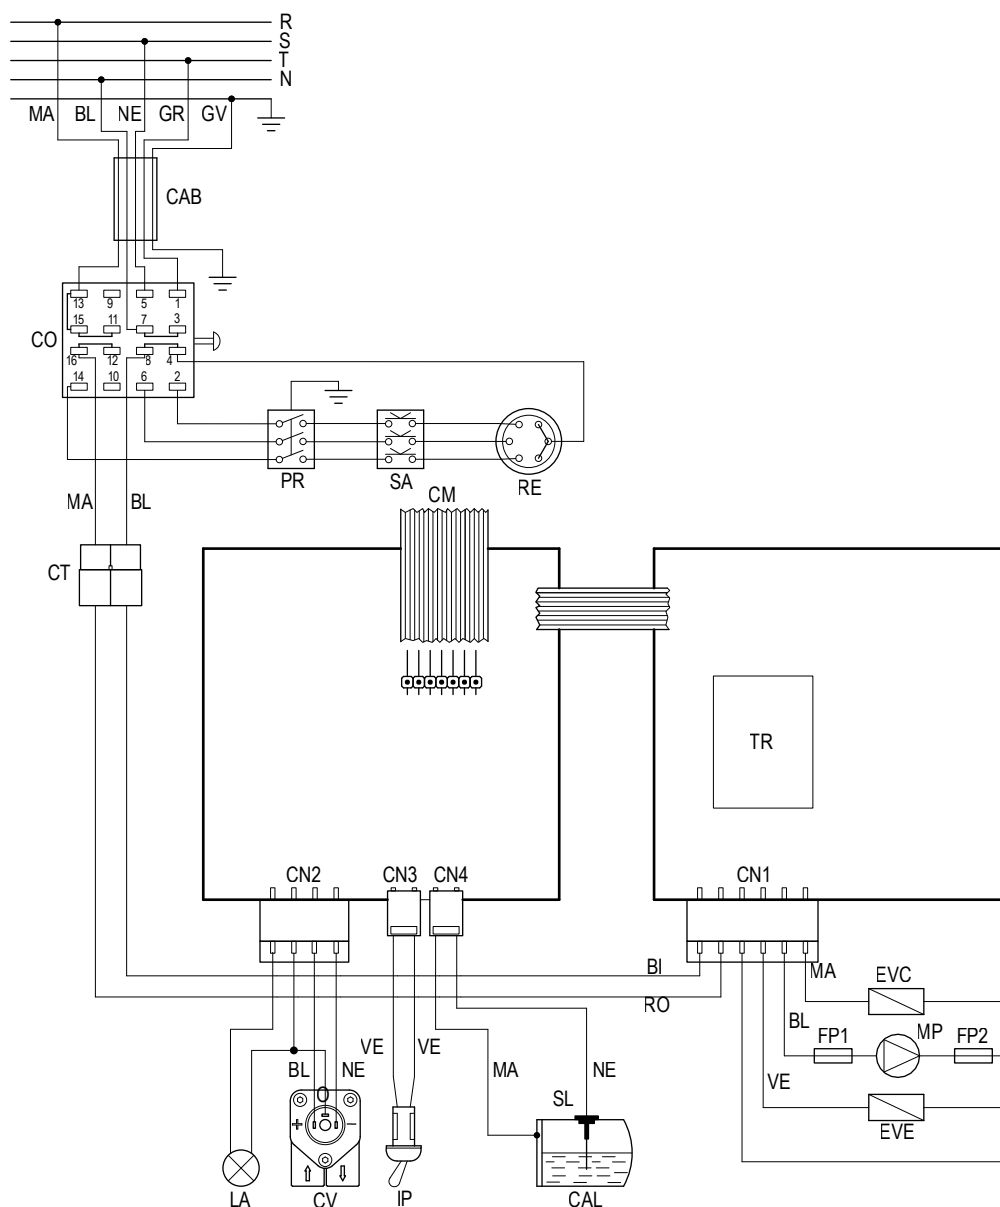 R
S
T
N
MA BL NE GR GV
CAB
13 9 5 1
15 11 7 3
CO
16 12 8 4
14 10 6 2
PR
SA
RE
MA BL
CM
CT
TR
CN2 CN3 CN4 CN1
BI
MA
EVC
RO
BL
FP1 MP FP2
VE VE
BL NE MA NE
VE
SL
EVE
+ −
LA CV IP CAL